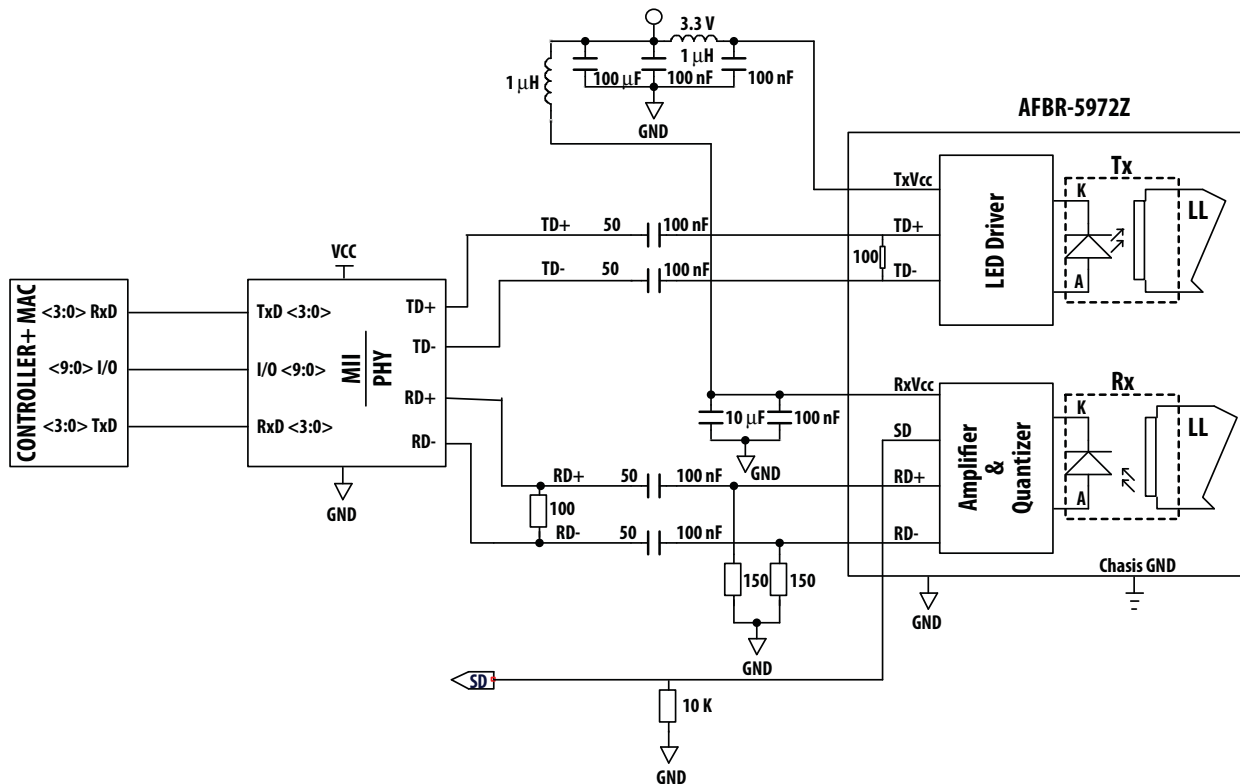 3.3 V
1 µH
1 µH
100 µF
100 nF
100 nF
GND
AFBR-5972Z
Tx
TxVcc
K
LL
TD+
50
100 nF
TD+
LED Driver
100
VCC
TD-
50
100 nF
TD-
A
CONTROLLER+ MAC
<3:0> RxD
TxD <3:0>
TD+
<9:0> I/O
I/O <9:0>
MII
PHY
TD-
RD+
<3:0> TxD
RxD <3:0>
RD-
GND
RxVcc
Rx
K
LL
10 µF
100 nF
GND
SD
Amplifier
&
Quantizer
RD+
50
100 nF
RD+
A
100
RD-
50
100 nF
RD-
150
150
GND
Chasis GND
GND
SD
10 K
GND